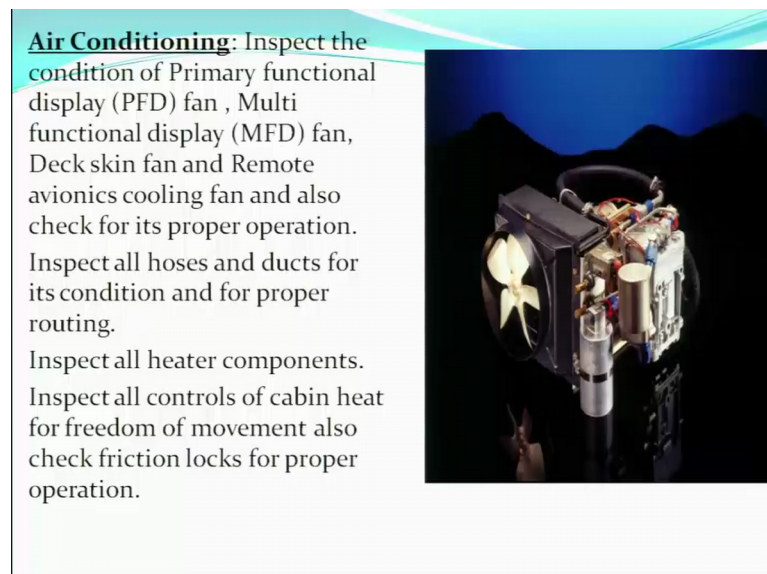 Air Conditioning: Inspect the
condition of Primary functional
display (PFD) fan , Multi
functional display (MFD) fan,
Deck skin fan and Remote
avionics cooling fan and also
check for its proper operation.
Inspect all hoses and ducts for
its condition and for proper
routing.
Inspect all heater components.
Inspect all controls of cabin heat
for freedom of movement also
check friction locks for proper
operation.